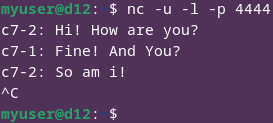 myuser@d12: $ nc -u -l -p 4444
c7-2: Hi! How are you?
c7-1: Fine! And You?
c7-2: So am i!
^C
myuser@d12: $